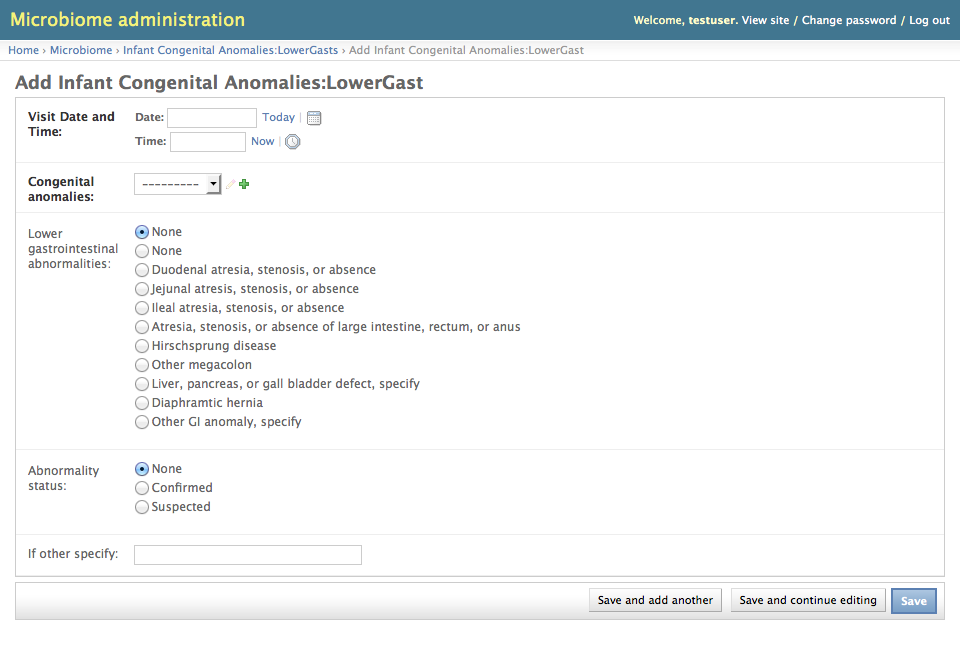 Microbiome administration
Welcome, testuser. View site / Change password / Log out
Home › Microbiome › Infant Congenital Anomalies:LowerGasts › Add Infant Congenital Anomalies:LowerGast
Add Infant Congenital Anomalies:LowerGast
Visit Date and Time:
Date: Today |
Time: Now |
Congenital anomalies:
---------
Lower gastrointestinal abnormalities:
None
None
Duodenal atresia, stenosis, or absence
Jejunal atresis, stenosis, or absence
Ileal atresia, stenosis, or absence
Atresia, stenosis, or absence of large intestine, rectum, or anus
Hirschsprung disease
Other megacolon
Liver, pancreas, or gall bladder defect, specify
Diaphramtic hernia
Other GI anomaly, specify
Abnormality status:
None
Confirmed
Suspected
If other specify:
Save and add another
Save and continue editing
Save